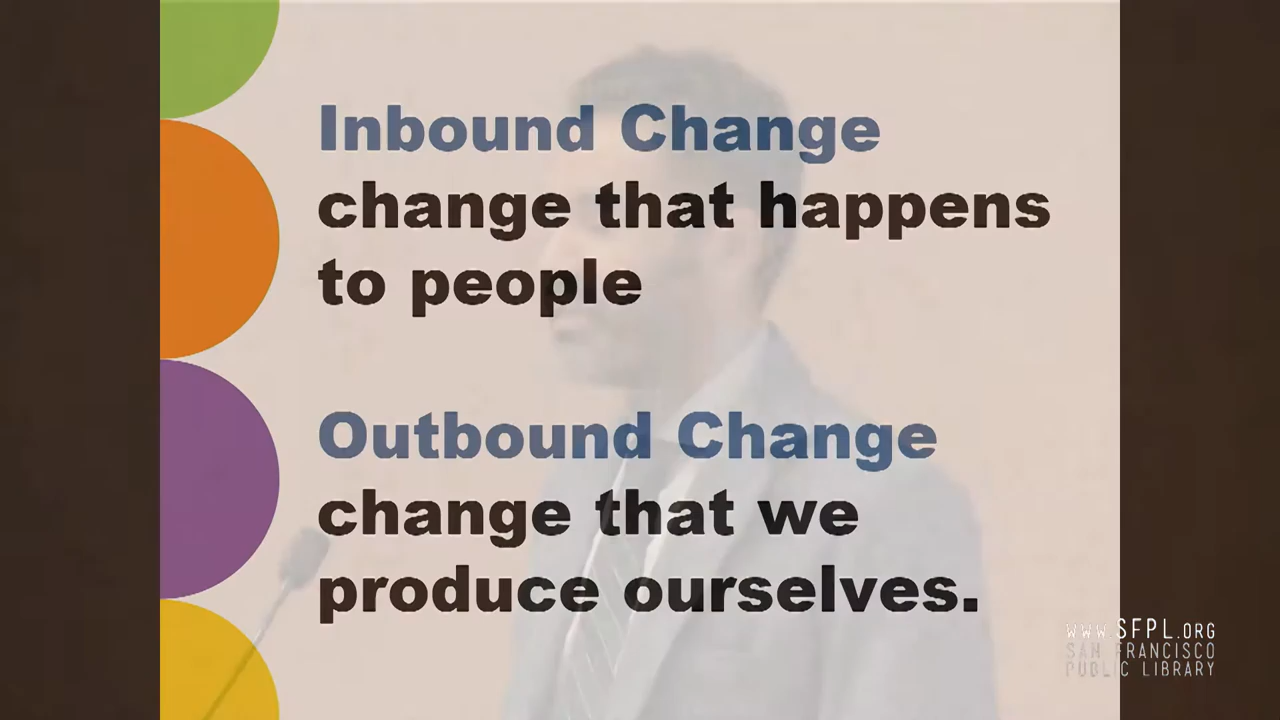 Inbound Change
change that happens
to people
Outbound Change
change that we
produce ourselves.
www.SFPL.ORG
SAN FRANCISCO
PUBLIC LIBRARY